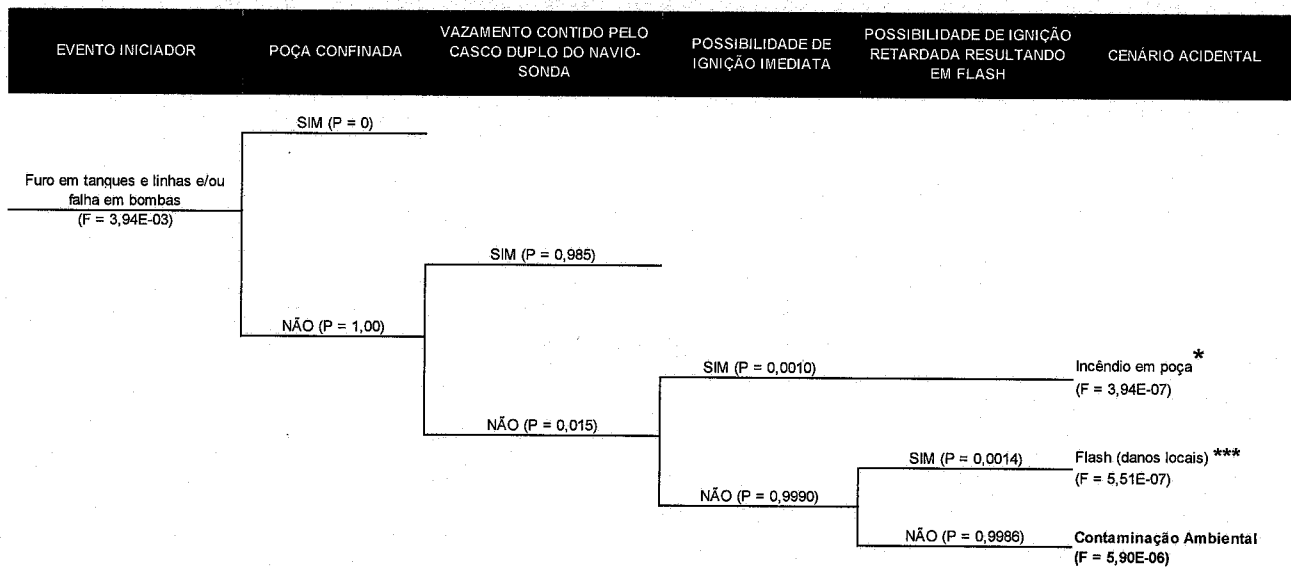 EVENTO INICIADOR
POÇA CONFINADA
VAZAMENTO CONTIDO PELO
CASCO DUPLO DO NAVIO-
SONDA
POSSIBILIDADE DE
IGNIÇÃO IMEDIATA
POSSIBILIDADE DE IGNIÇÃO
RETARDADA RESULTANDO
EM FLASH
CENÁRIO ACIDENTAL
SIM (P = 0)
Furo em tanques e linhas e/ou
falha em bombas
(F = 3,94E-03)
SIM (P = 0,985)
NÃO (P = 1,00)
SIM (P = 0,0010)
Incêndio em poça*
(F = 3,94E-07)
NÃO (P = 0,015)
SIM (P = 0,0014)
Flash (danos locais) ***
(F = 5,51E-07)
NÃO (P = 0,9990)
NÃO (P = 0,9986)
Contaminação Ambiental
(F = 5,90E-06)